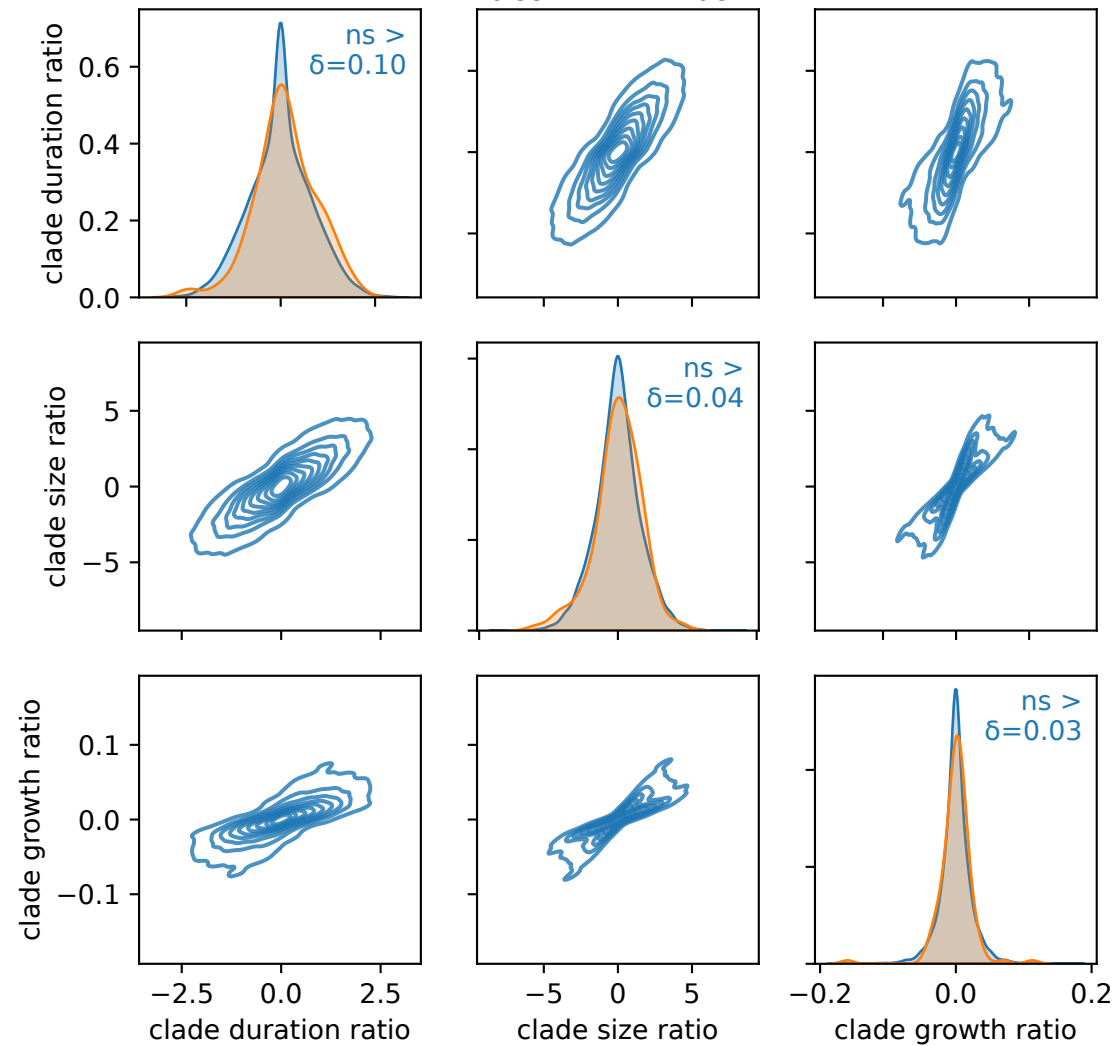 clade duration ratio
0.6
0.4
0.2
0.0
ns >
δ=0.10
clade size ratio
5
0
−5
ns >
δ=0.04
clade growth ratio
0.1
0.0
−0.1
ns >
δ=0.03
−2.5 0.0 2.5
−5 0 5
−0.2 0.0 0.2
clade duration ratio
clade size ratio
clade growth ratio